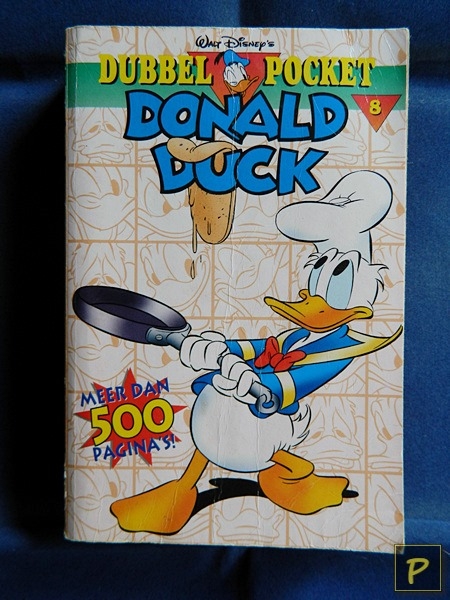 WALT DISNEY'S
DUBBEL POCKET
8
DONALD
DUCK
MEER DAN
500
PAGINA'S!
P